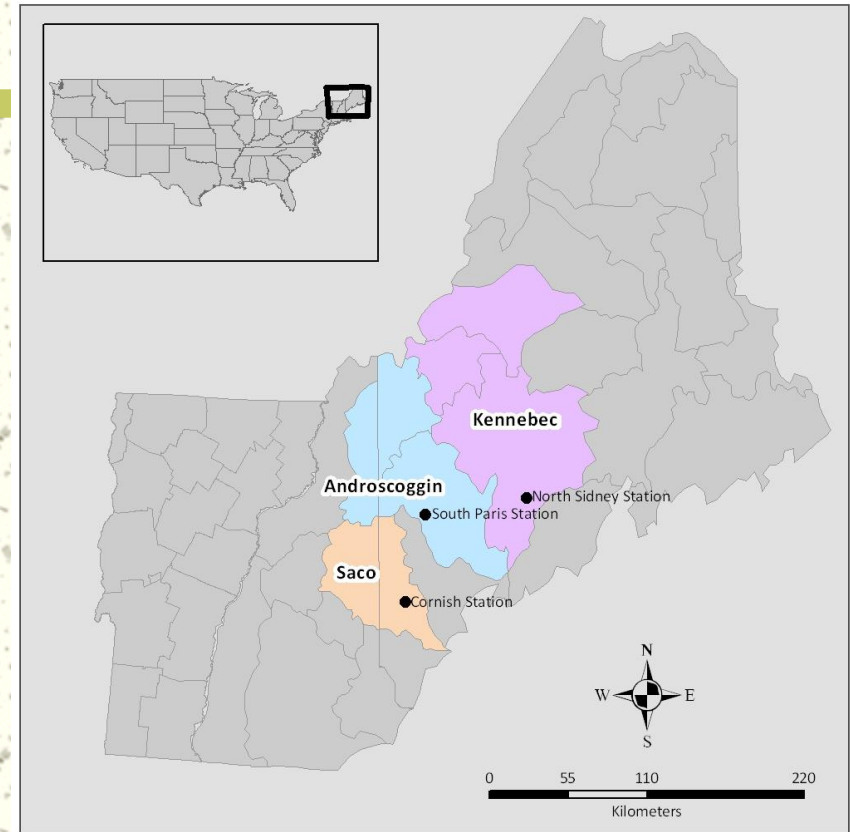 Kennebec
Androscoggin
North Sidney Station
South Paris Station
Saco
Cornish Station
N
W
E
S
0 55 110 220
Kilometers